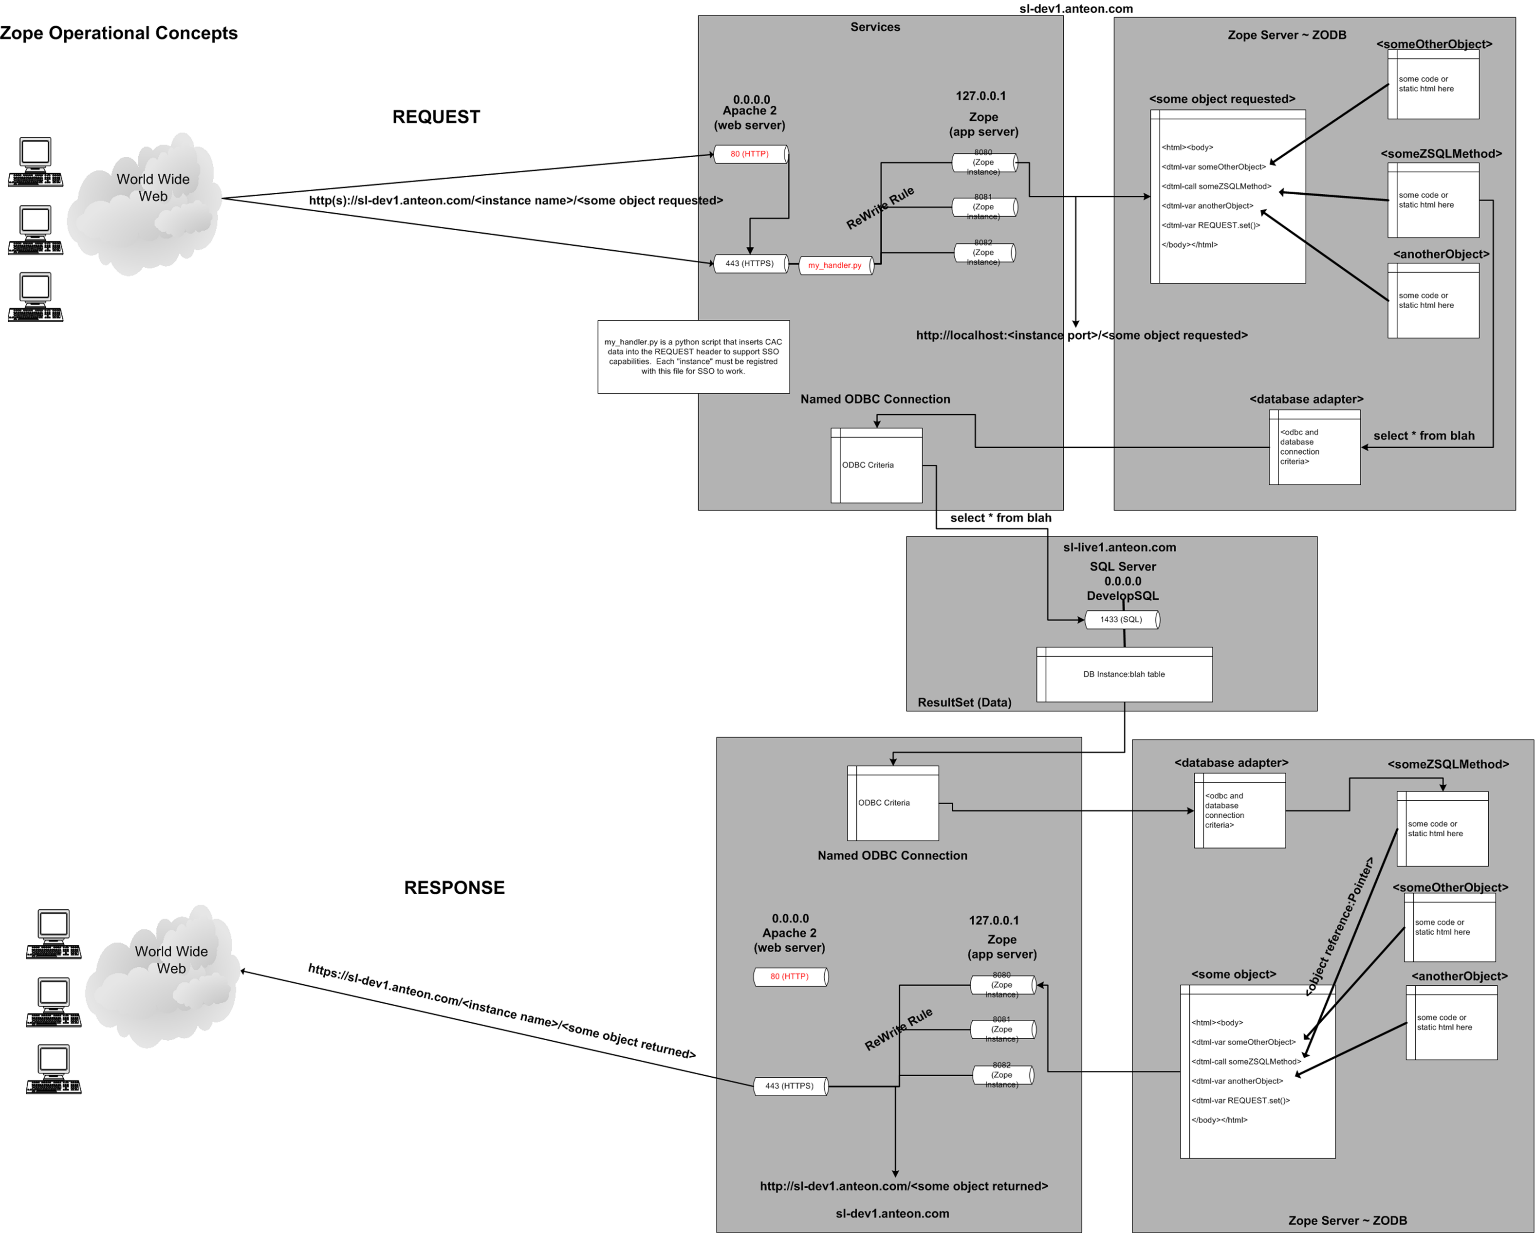 sl-dev1.anteon.com
Zope Operational Concepts
Services
Zope Server ~ ZODB
<someOtherObject>
some code or
static html here
REQUEST
0.0.0.0
Apache 2
(web server)
127.0.0.1
Zope
(app server)
<some object requested>
World Wide
Web
80 (HTTP)
8080
(Zope
instance)
<html><body>
<dtml-var someOtherObject>
<dtml-call someZSQLMethod>
<dtml-var anotherObject>
<dtml-var REQUEST.set()>
</body></html>
<someZSQLMethod>
some code or
static html here
http(s)://sl-dev1.anteon.com/<instance name>/<some object requested>
ReWrite Rule
8081
(Zope
instance)
443 (HTTPS)
my_handler.py
8082
(Zope
instance)
<anotherObject>
some code or
static html here
my_handler.py is a python script that inserts CAC
data into the REQUEST header to support SSO
capabilities. Each "instance" must be registred
with this file for SSO to work.
http://localhost:<instance port>/<some object requested>
Named ODBC Connection
ODBC Criteria
<database adapter>
<odbc and
database
connection
criteria>
select * from blah
select * from blah
sl-live1.anteon.com
SQL Server
0.0.0.0
DevelopSQL
1433 (SQL)
DB Instance:blah table
ResultSet (Data)
ODBC Criteria
Named ODBC Connection
<database adapter>
<odbc and
database
connection
criteria>
<someZSQLMethod>
some code or
static html here
RESPONSE
<object reference:Pointer>
<someOtherObject>
some code or
static html here
0.0.0.0
Apache 2
(web server)
127.0.0.1
Zope
(app server)
World Wide
Web
80 (HTTP)
8080
(Zope
instance)
<some object>
<html><body>
<dtml-var someOtherObject>
<dtml-call someZSQLMethod>
<dtml-var anotherObject>
<dtml-var REQUEST.set()>
</body></html>
<anotherObject>
some code or
static html here
https://sl-dev1.anteon.com/<instance name>/<some object returned>
ReWrite Rule
8081
(Zope
instance)
443 (HTTPS)
8082
(Zope
instance)
http://sl-dev1.anteon.com/<some object returned>
sl-dev1.anteon.com
Zope Server ~ ZODB